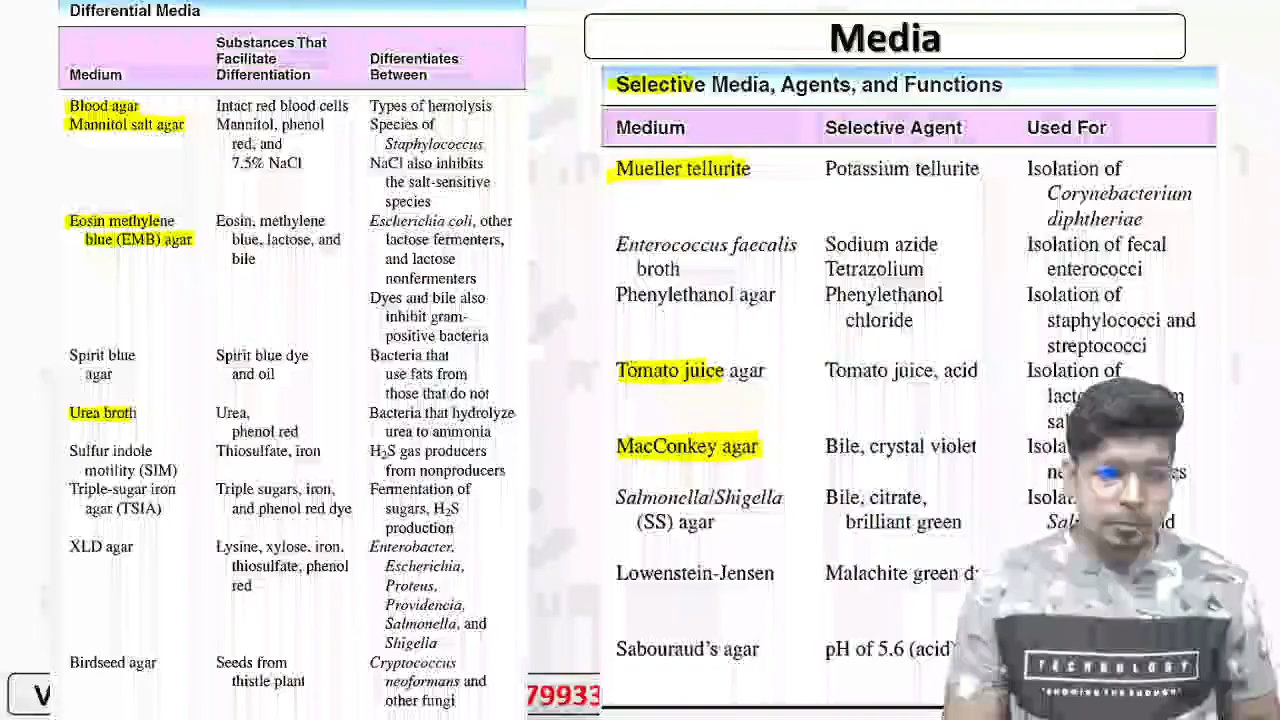 Differential Media
Substances That
Facilitate Differentiates
Medium Differentiation Between
Blood agar Intact red blood cells Types of hemolysis
Mannitol salt agar Mannitol, phenol Species of
red, and Staphylococcus
7.5% NaCl NaCl also inhibits
the salt-sensitive
species
Eosin methylene Eosin, methylene Escherichia coli, other
blue (EMB) agar blue, lactose, and lactose fermenters,
bile and lactose
nonfermenters
Dyes and bile also
inhibit gram-
positive bacteria
Spirit blue Spirit blue dye Bacteria that
agar and oil use fats from
those that do not
Urea broth Urea, Bacteria that hydrolyze
phenol red urea to ammonia
Sulfur indole Thiosulfate, iron H₂S gas producers
motility (SIM) from nonproducers
Triple-sugar iron Triple sugars, iron, Fermentation of
agar (TSIA) and phenol red dye sugars, H₂S
production
XLD agar Lysine, xylose, iron, Enterobacter,
thiosulfate, phenol Escherichia,
red Proteus,
Providencia,
Salmonella, and
Shigella
Birdseed agar Seeds from Cryptococcus
thistle plant neoformans and
other fungi
Media
Selective Media, Agents, and Functions
Medium Selective Agent Used For
Mueller tellurite Potassium tellurite Isolation of
Corynebacterium
diphtheriae
Enterococcus faecalis Sodium azide Isolation of fecal
broth Tetrazolium enterococci
Phenylethanol agar Phenylethanol Isolation of
chloride staphylococci and
streptococci
Tomato juice agar Tomato juice, acid Isolation of
MacConkey agar Bile, crystal violet
Salmonella/Shigella Bile, citrate,
(SS) agar brilliant green
Lowenstein-Jensen Malachite green
Sabouraud's agar pH of 5.6 (acid)
V
79933
TECHNOLOGY